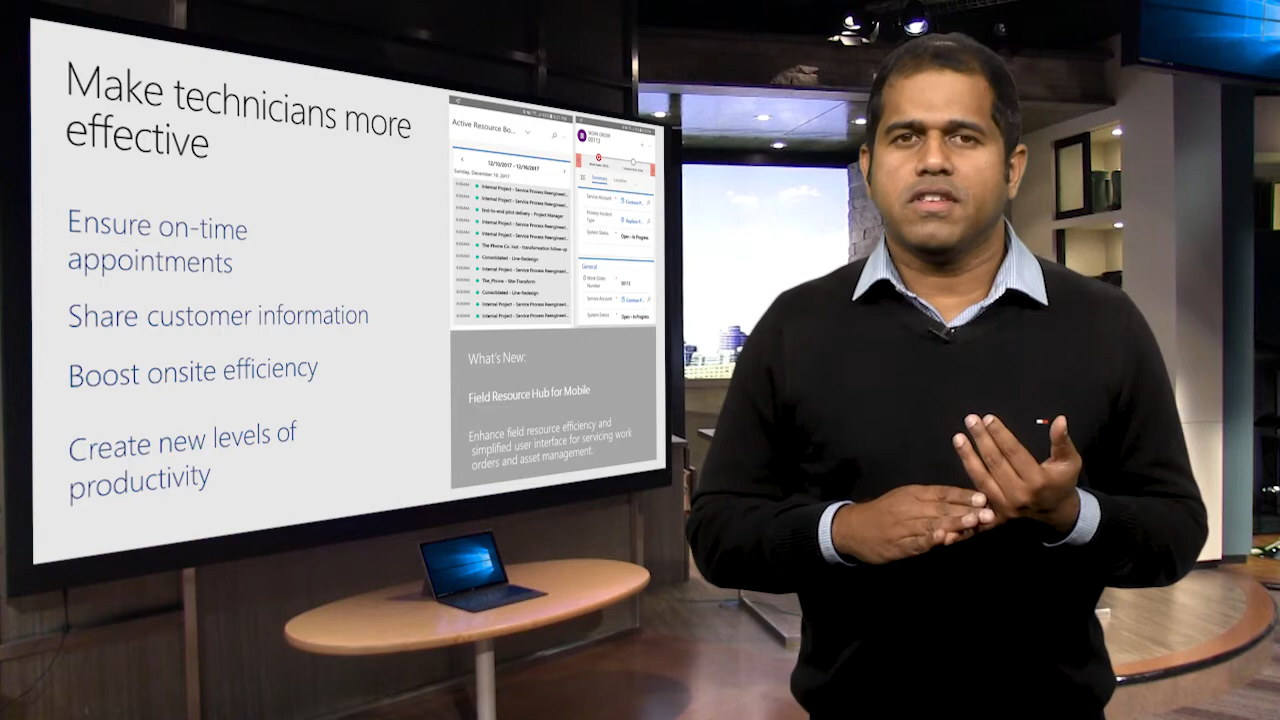 Make technicians more
effective
Ensure on-time
appointments
Share customer information
Boost onsite efficiency
Create new levels of
productivity
Active Resource Bo...
12/10/2017 - 12/16/2017
Sunday, December 10, 2017
Internal Project - Service Process Reengineeri...
Internal Project - Service Process Reengineeri...
End-to-end pilot delivery - Project Manager
Internal Project - Service Process Reengineeri...
Internal Project - Service Process Reengineeri...
The Phone Co. Inst - transformation follow up
Consolidated - Line-Redesign
Internal Project - Service Process Reengineeri...
The_Phone - Site-Transform
Consolidated - Line-Redesign
Internal Project - Service Process Reengineeri...
Internal Project - Service Process Reengineeri...
WORK ORDER
00113
Summary Location
Service Account *
Primary Incident
Type
System Status * Open - In Progress
General
Work Order
Number
00113
Service Account *
System Status * Open - In Progress
What's New:
Field Resource Hub for Mobile
Enhance field resource efficiency and
simplified user interface for servicing work
orders and asset management.